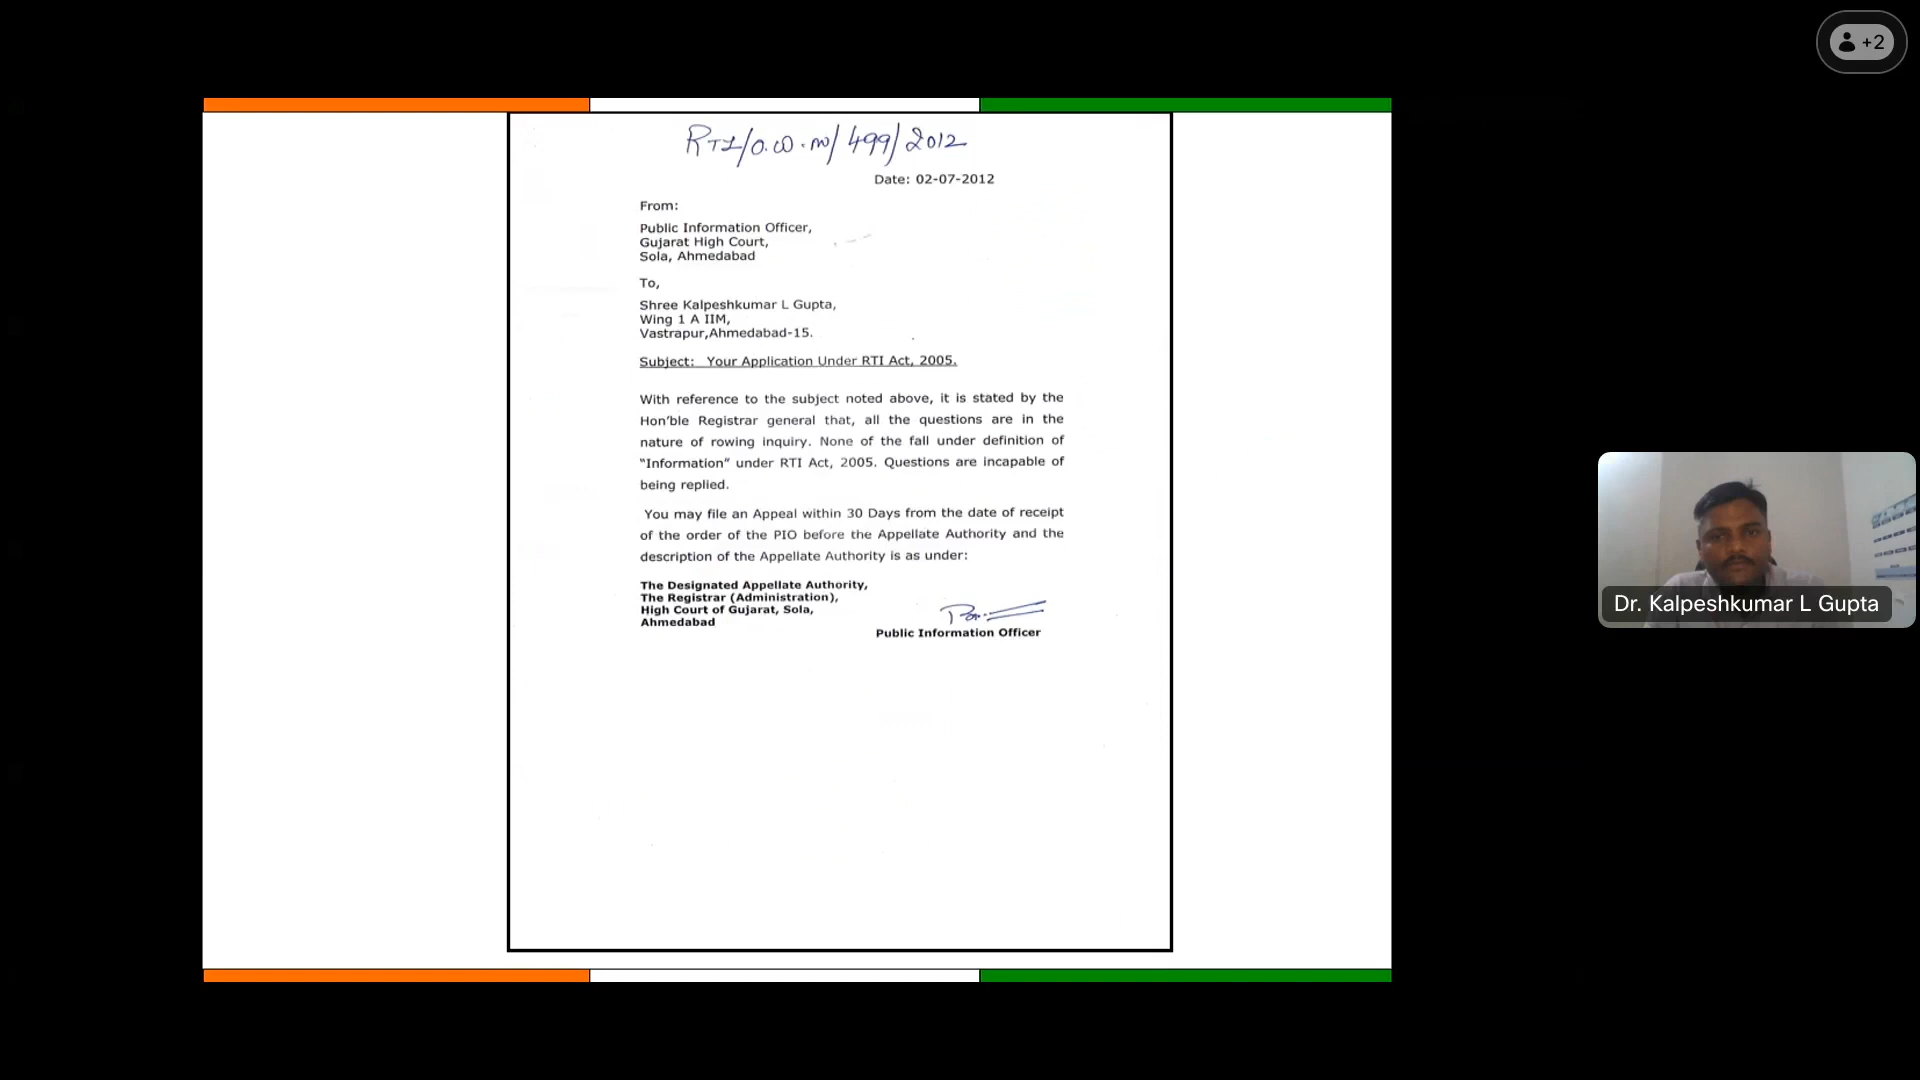 +2
RTI/O.W.no/499/2012
Date: 02-07-2012
From:
Public Information Officer,
Gujarat High Court,
Sola, Ahmedabad
To,
Shree Kalpeshkumar L Gupta,
Wing 1 A IIM,
Vastrapur,Ahmedabad-15.
Subject: Your Application Under RTI Act, 2005.
With reference to the subject noted above, it is stated by the
Hon'ble Registrar general that, all the questions are in the
nature of rowing inquiry. None of the fall under definition of
"Information" under RTI Act, 2005. Questions are incapable of
being replied.
You may file an Appeal within 30 Days from the date of receipt
of the order of the PIO before the Appellate Authority and the
description of the Appellate Authority is as under:
The Designated Appellate Authority,
The Registrar (Administration),
High Court of Gujarat, Sola,
Ahmedabad
Public Information Officer
Dr. Kalpeshkumar L Gupta